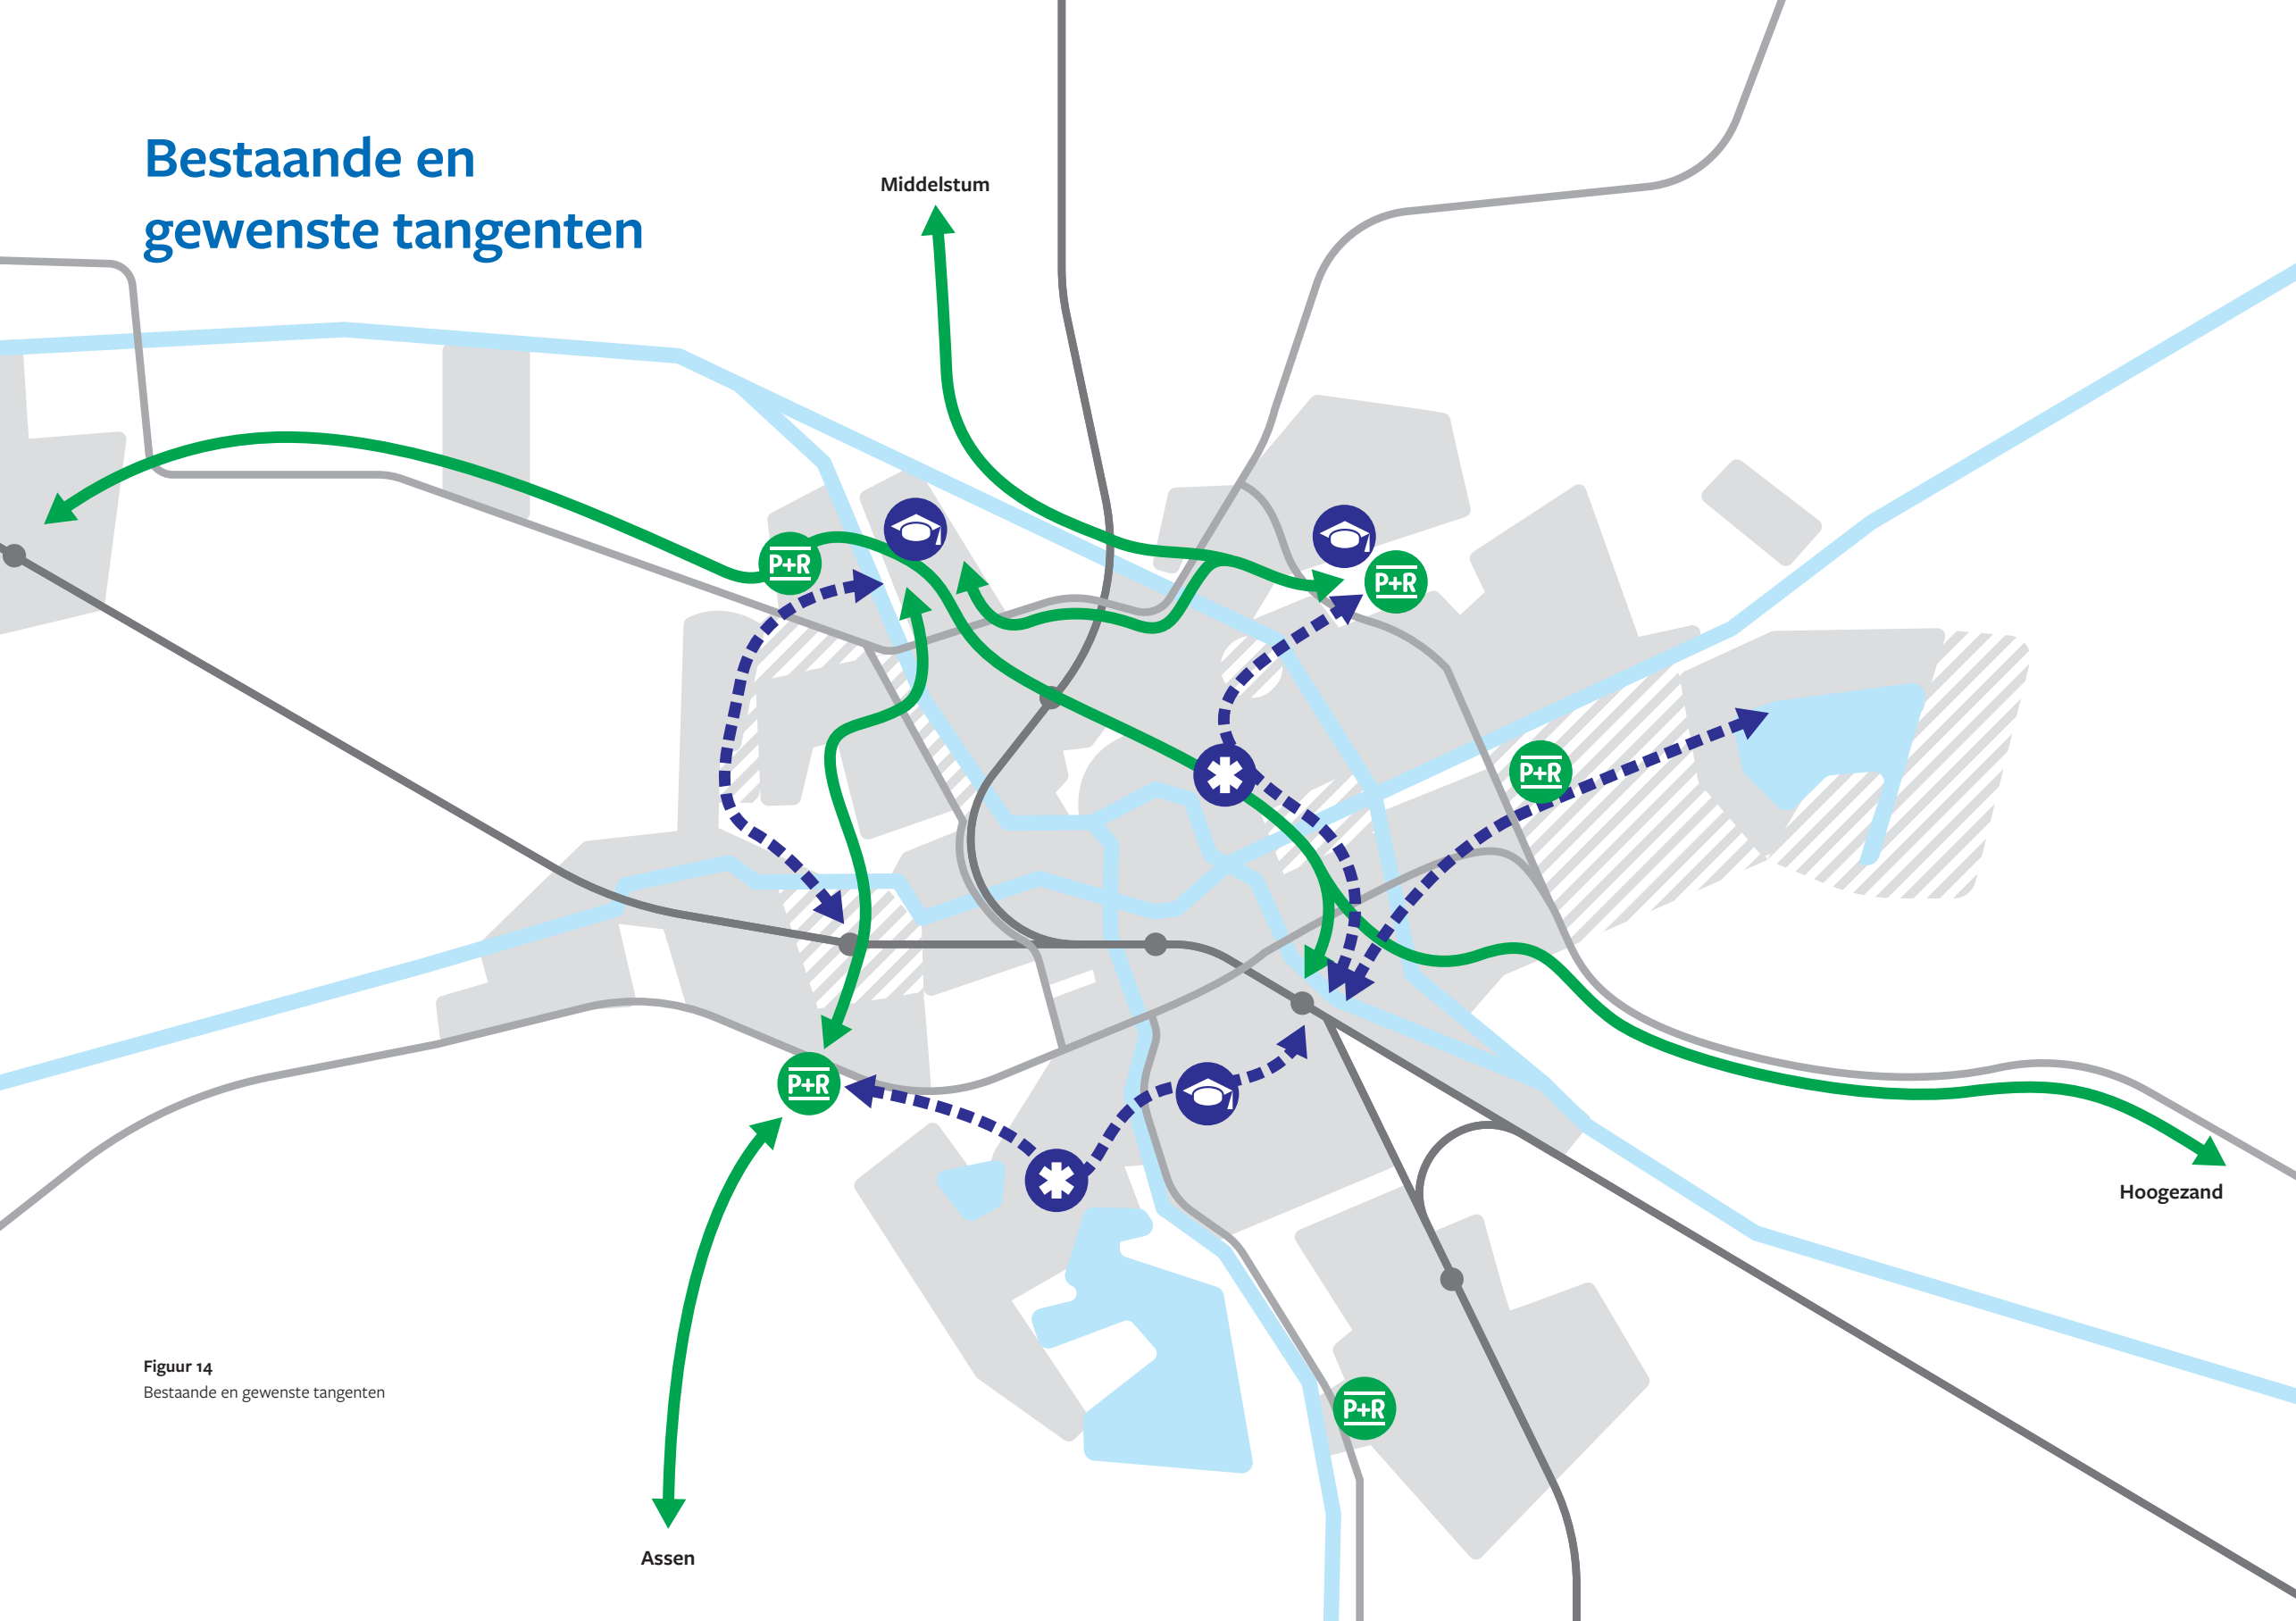 Bestaande en
gewenste tangenten
Middelstum
P+R
P+R
P+R
P+R
Hoogezand
Figuur 14
Bestaande en gewenste tangenten
P+R
Assen